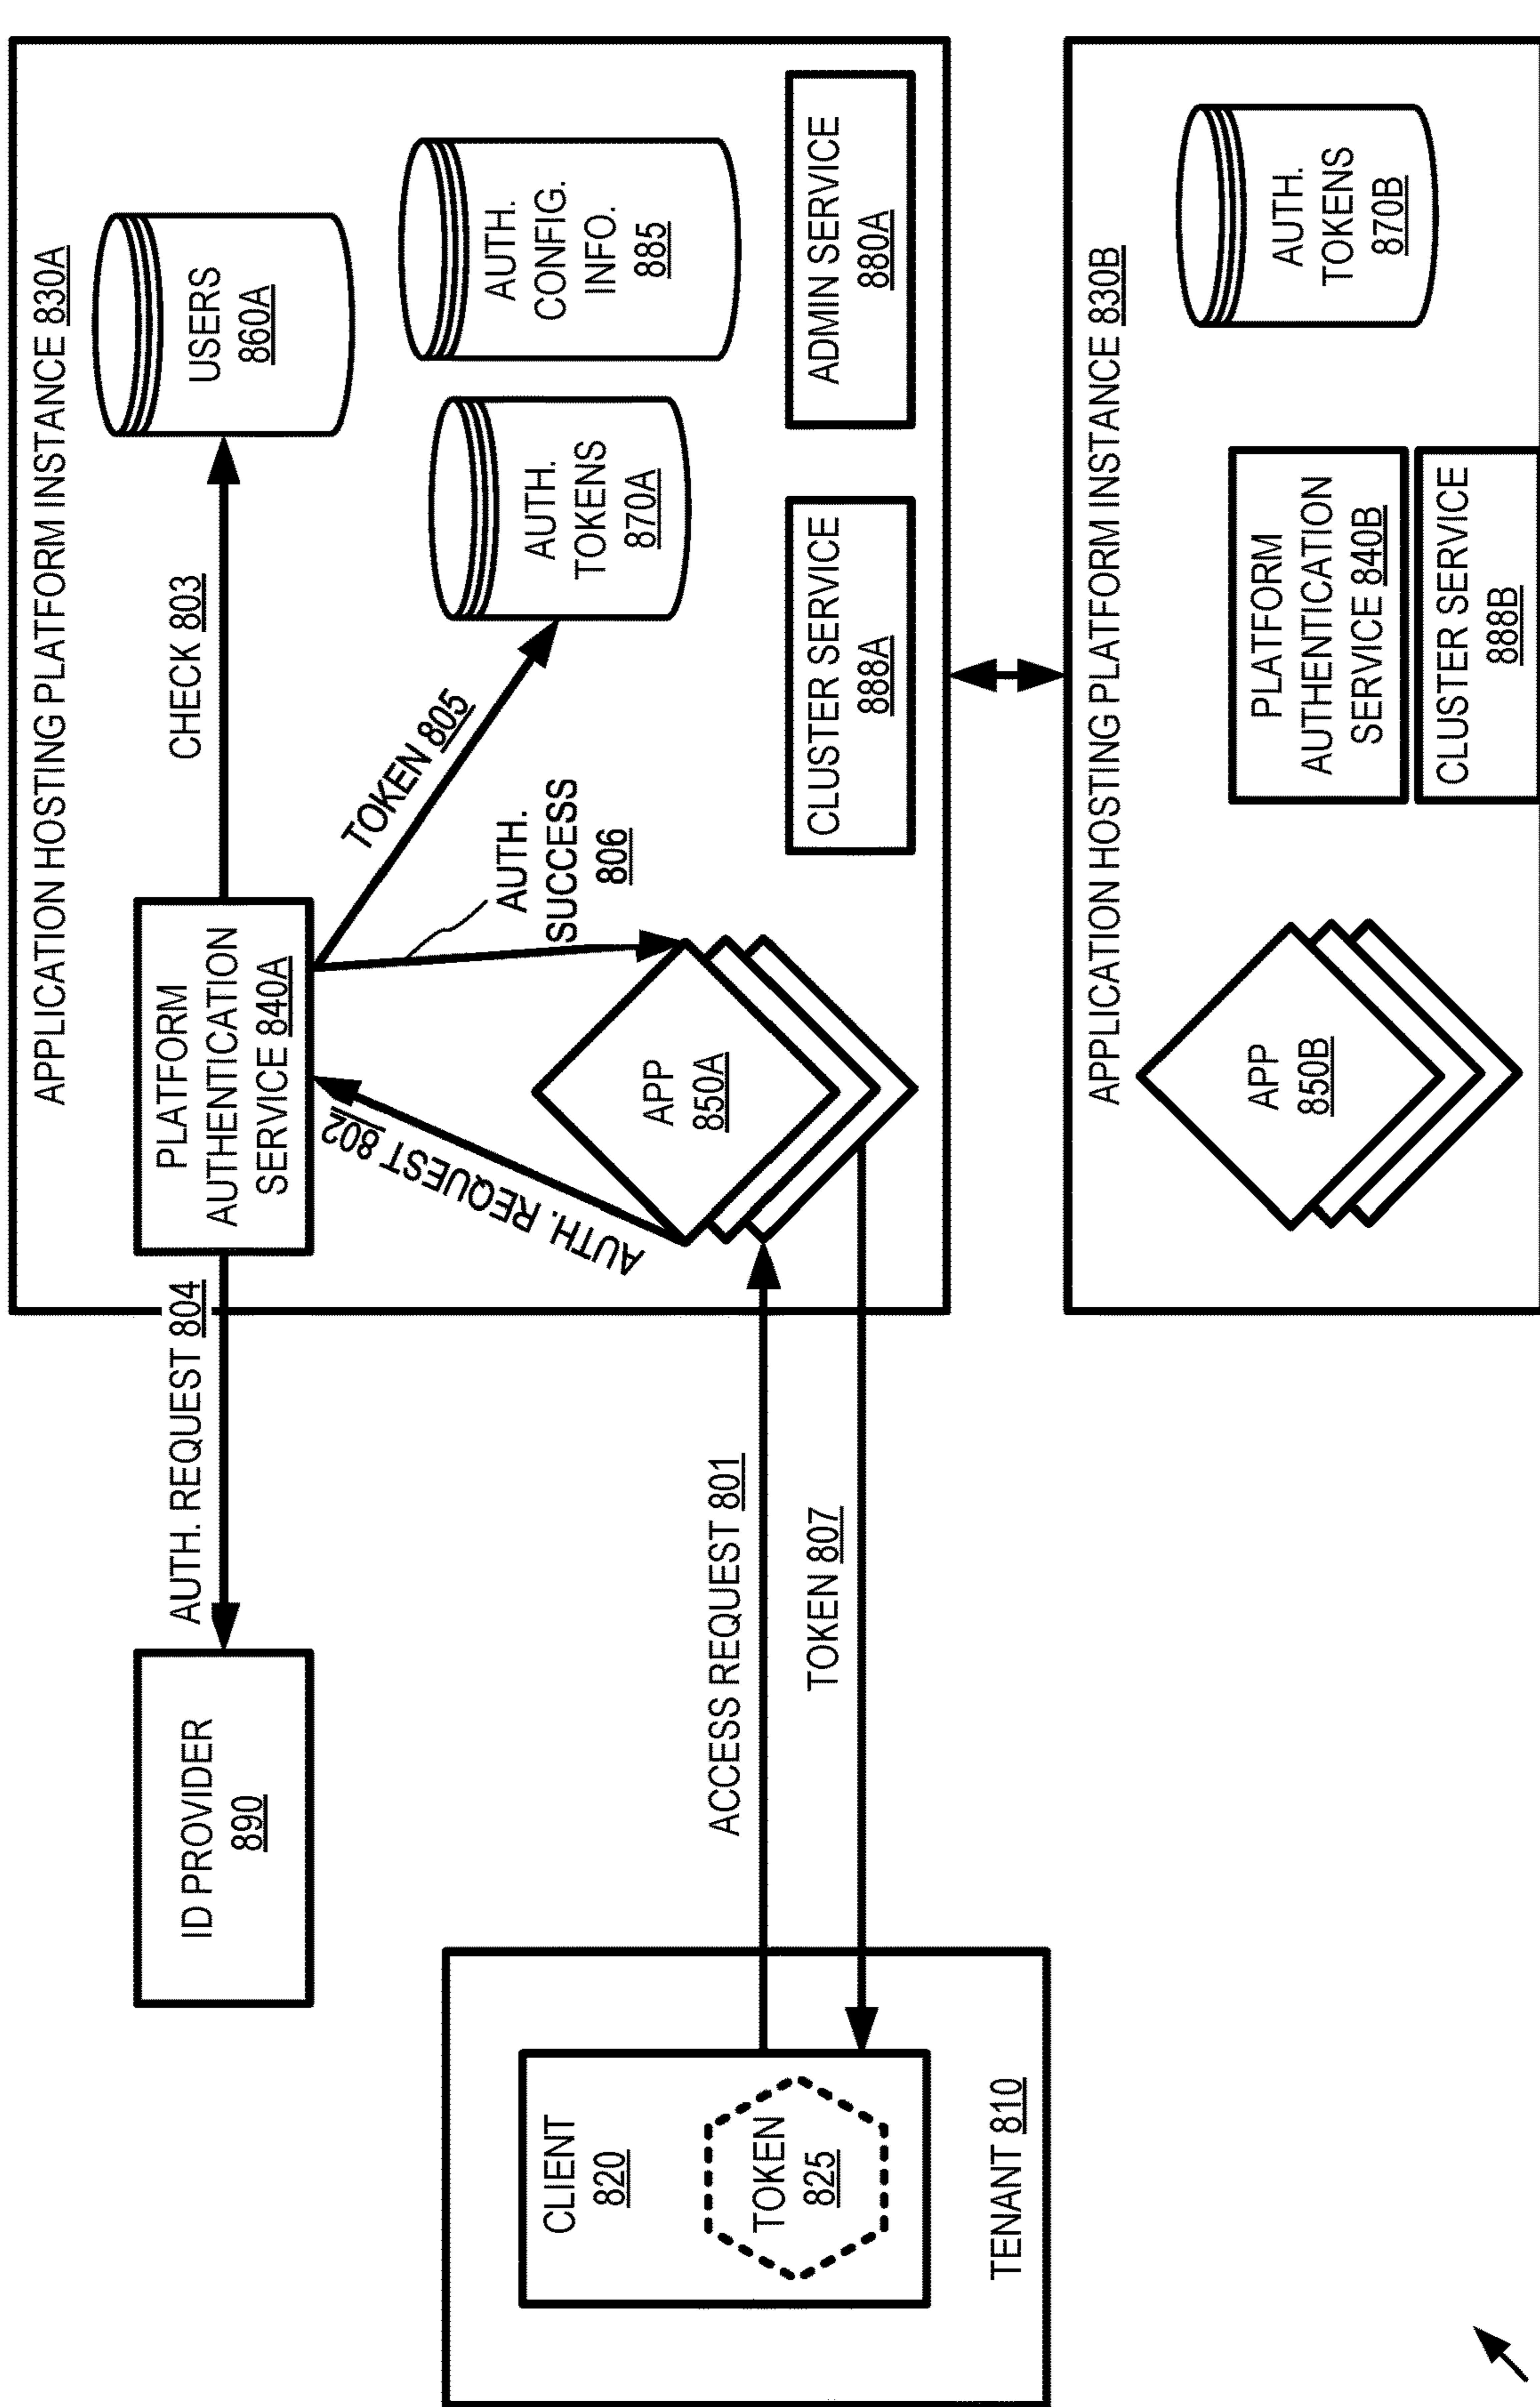 APPLICATION HOSTING PLATFORM INSTANCE 830A
ID PROVIDER
890
AUTH. REQUEST 804
PLATFORM
AUTHENTICATION
SERVICE 840A
CHECK 803
USERS
860A
AUTH. REQUEST 802
TOKEN 805
AUTH.
SUCCESS
806
AUTH.
TOKENS
870A
AUTH.
CONFIG.
INFO.
885
CLIENT
820
TOKEN
825
TENANT 810
ACCESS REQUEST 801
TOKEN 807
APP
850A
CLUSTER SERVICE
888A
ADMIN SERVICE
880A
APPLICATION HOSTING PLATFORM INSTANCE 830B
APP
850B
PLATFORM
AUTHENTICATION
SERVICE 840B
CLUSTER SERVICE
888B
AUTH.
TOKENS
870B